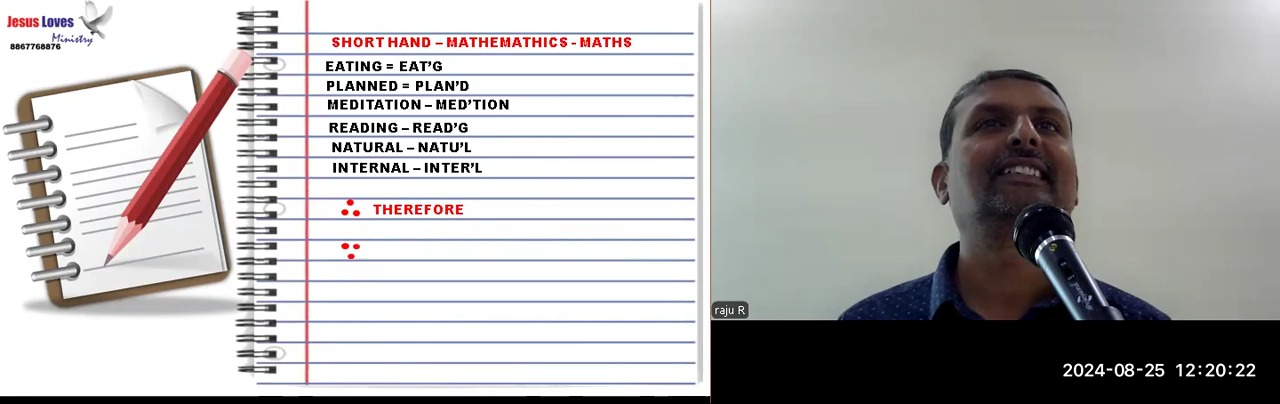 Jesus Loves
Ministry
8867768876
SHORT HAND – MATHEMATHICS - MATHS
EATING = EAT'G
PLANNED = PLAN'D
MEDITATION – MED'TION
READING – READ'G
NATURAL – NATU'L
INTERNAL – INTER'L
∴ THEREFORE
∵
raju R
2024-08-25 12:20:22